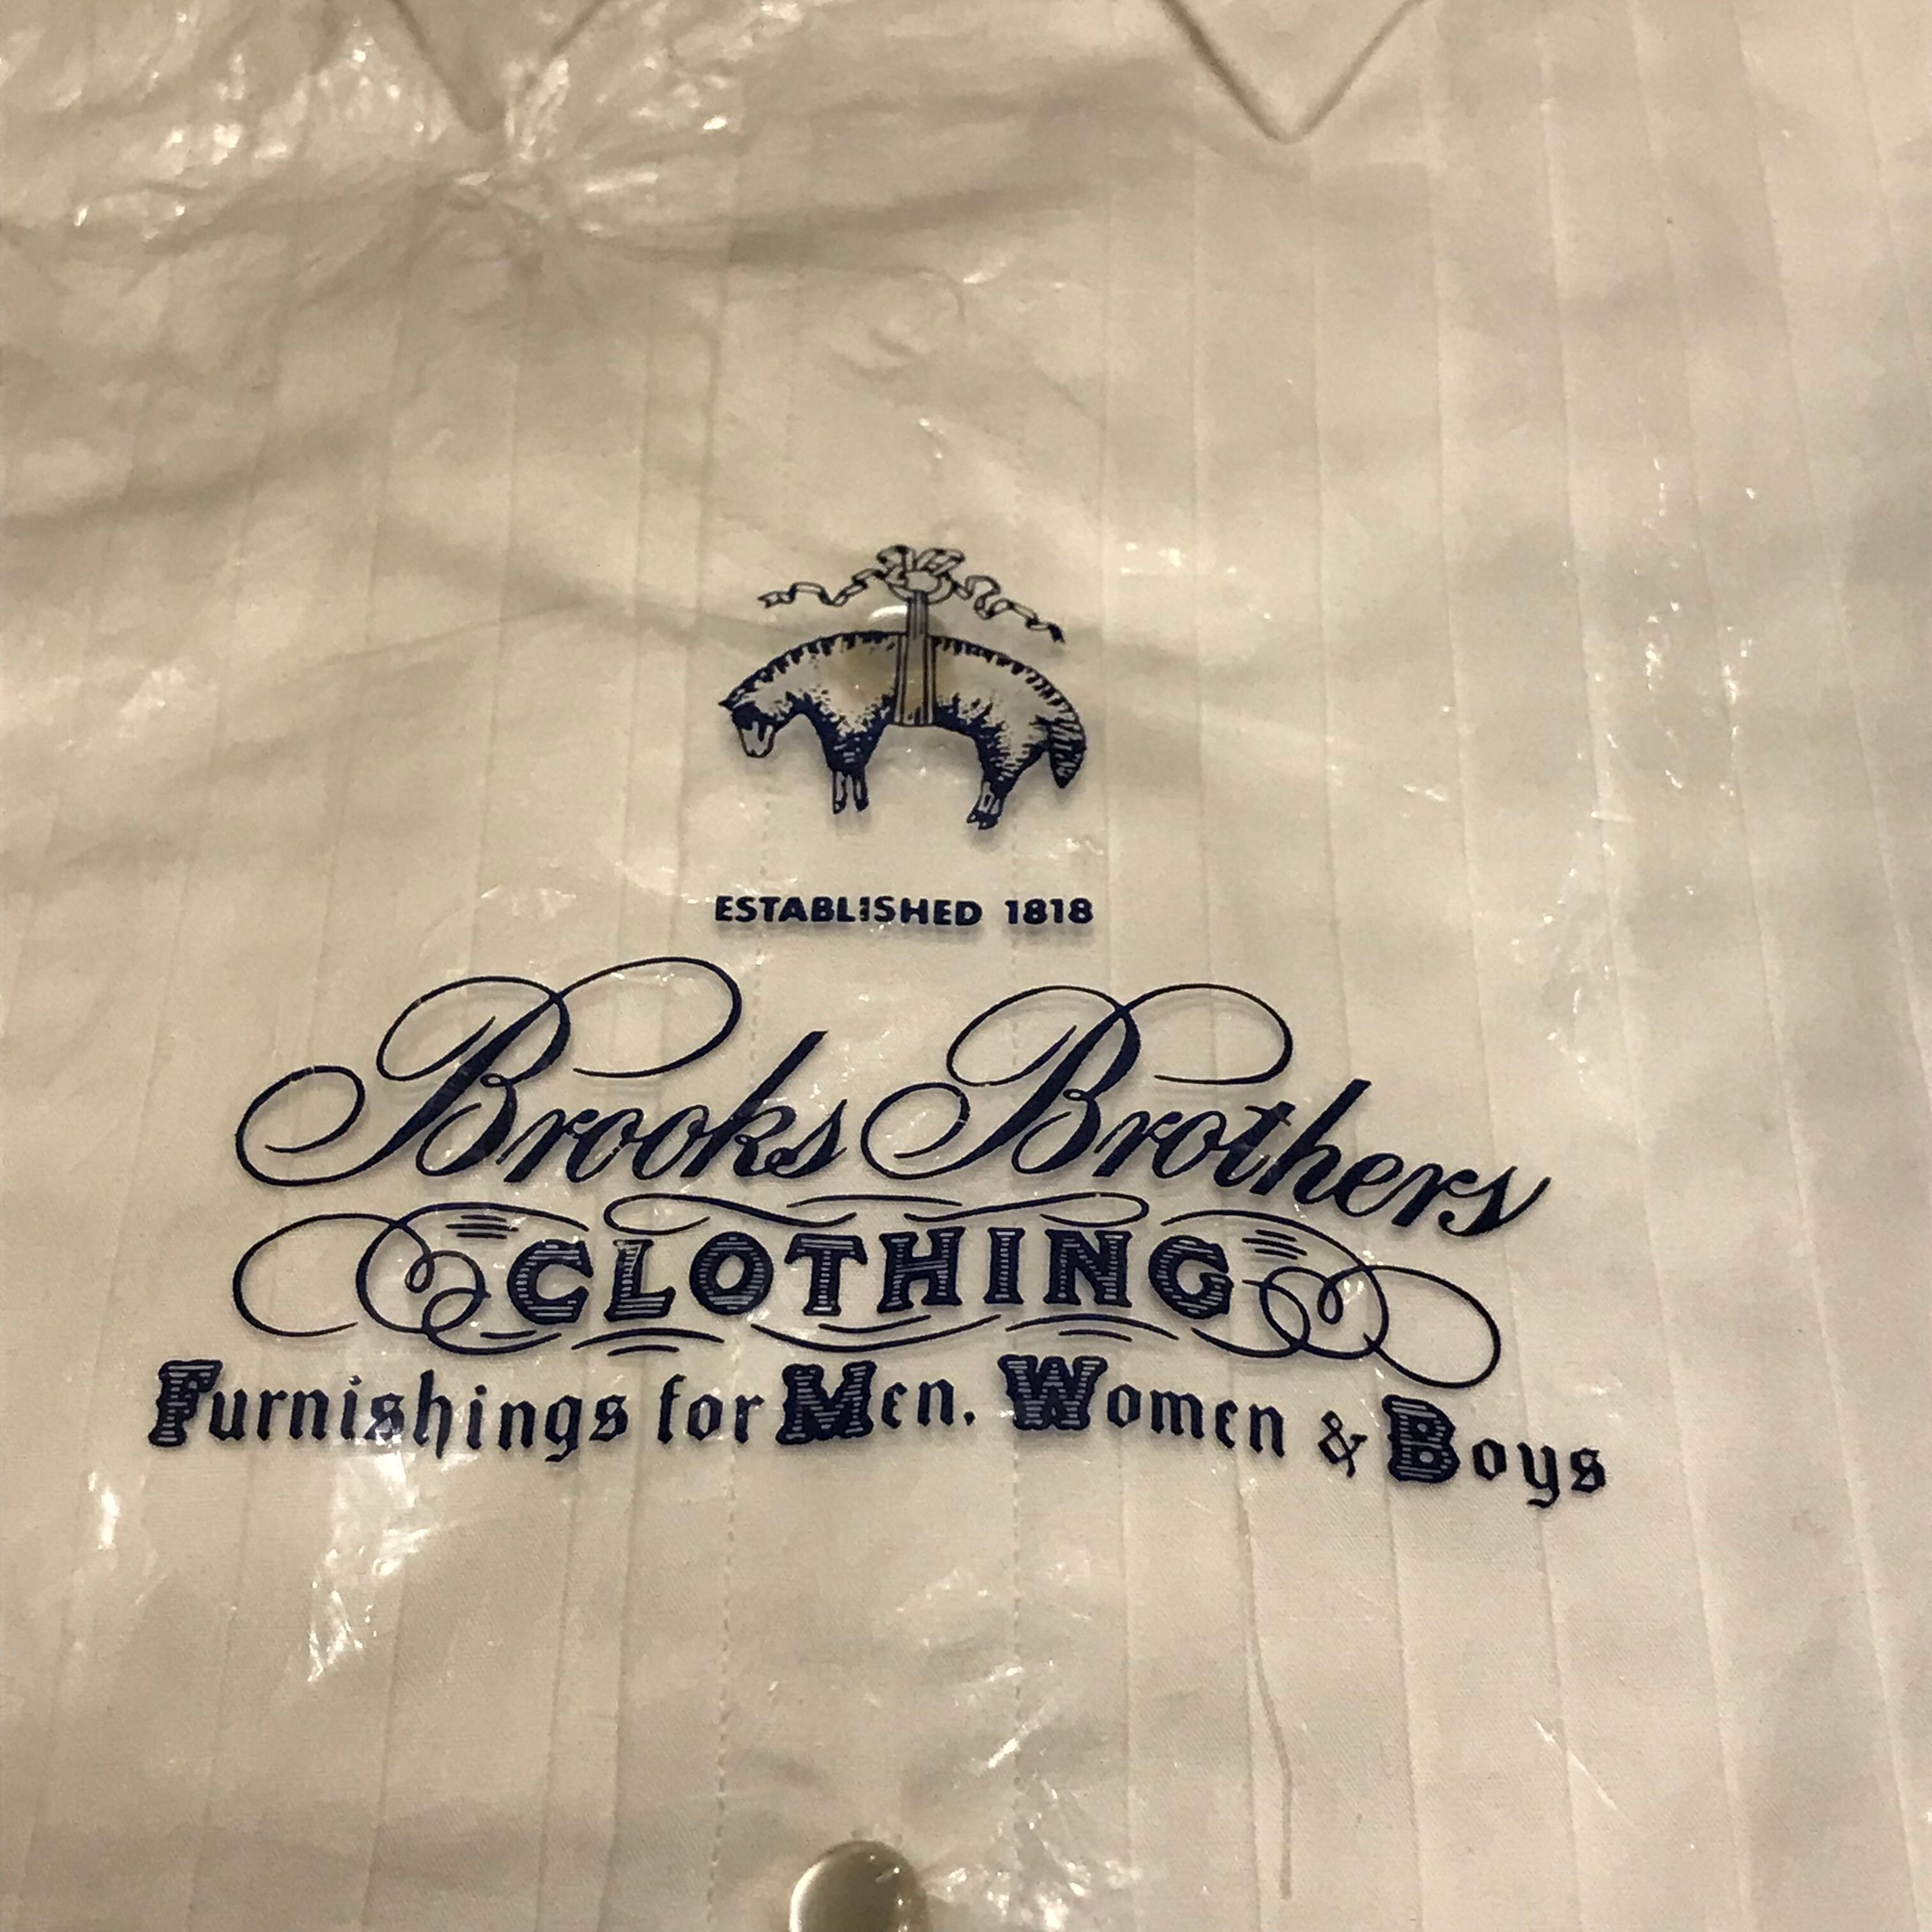 ESTABLISHED 1818
Brooks Brothers
CLOTHING
Furnishings for Men, Women & Boys